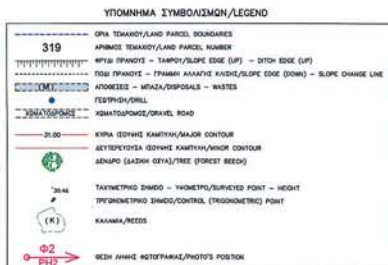 ΥΠΟΜΝΗΜΑ ΣΥΜΒΟΛΙΣΜΩΝ/LEGEND
ΟΡΙΑ ΤΕΜΑΧΙΟΥ/LAND PARCEL BOUNDARIES
319 ΑΡΙΘΜΟΣ ΤΕΜΑΧΙΟΥ/LAND PARCEL NUMBER
ΦΡΥΔΙ ΠΡΑΝΟΥΣ - ΤΑΦΡΟΥ/SLOPE EDGE (UP) - DITCH EDGE (UP)
ΠΟΔΙ ΠΡΑΝΟΥΣ - ΓΡΑΜΜΗ ΑΛΛΑΓΗΣ ΚΛΙΣΗΣ/SLOPE EDGE (DOWN) - SLOPE CHANGE LINE
(Μ) ΑΠΟΘΕΣΕΙΣ - ΜΠΑΖΑ/DISPOSALS - WASTES
ΓΕΩΤΡΗΣΗ/DRILL
ΧΩΜΑΤΟΔΡΟΜΟΣ ΧΩΜΑΤΟΔΡΟΜΟΣ/GRAVEL ROAD
31.00 ΚΥΡΙΑ ΙΣΟΥΨΗΣ ΚΑΜΠΥΛΗ/MAJOR CONTOUR
ΔΕΥΤΕΡΕΥΟΥΣΑ ΙΣΟΥΨΗΣ ΚΑΜΠΥΛΗ/MINOR CONTOUR
ΔΕΝΔΡΟ (ΔΑΣΙΚΗ ΟΞΥΑ)/TREE (FOREST BEECH)
ΤΑΧΥΜΕΤΡΙΚΟ ΣΗΜΕΙΟ - ΥΨΟΜΕΤΡΟ/SURVEYED POINT - HEIGHT
ΤΡΙΓΩΝΟΜΕΤΡΙΚΟ ΣΗΜΕΙΟ/CONTROL (TRIGONOMETRIC) POINT
(Κ) ΚΑΛΑΜΙΑ/REEDS
Φ2
PH2 ΘΕΣΗ ΛΗΨΗΣ ΦΩΤΟΓΡΑΦΙΑΣ/PHOTO'S POSITION